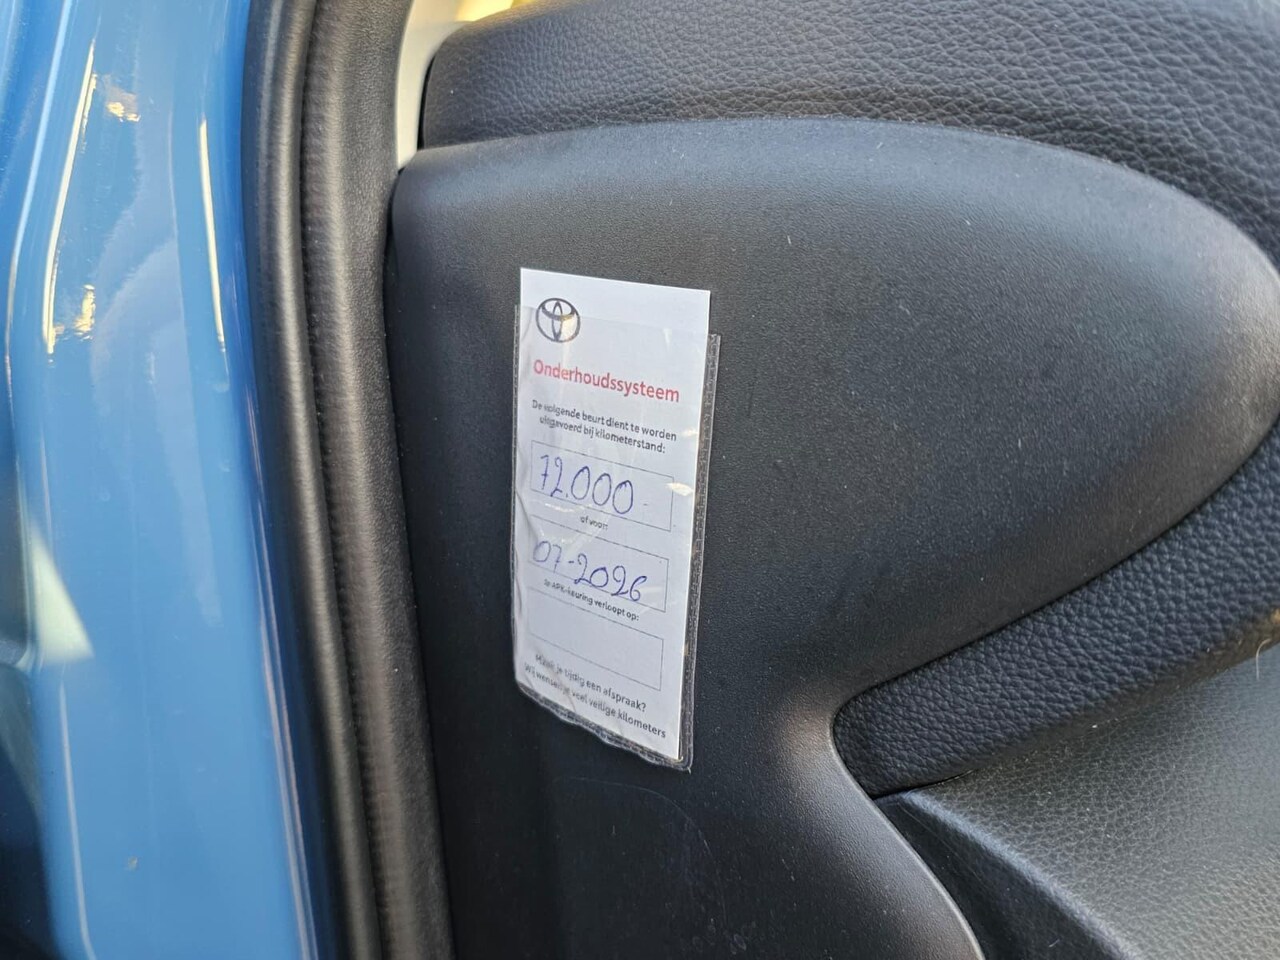 Onderhoudssysteem
De volgende beurt dient te worden
uitgevoerd bij kilometerstand:
72.000-
of voor:
07-2026
Je APK-keuring verloopt op:
Maak je tijdig een afspraak?
Wij wensen je veel veilige kilometers